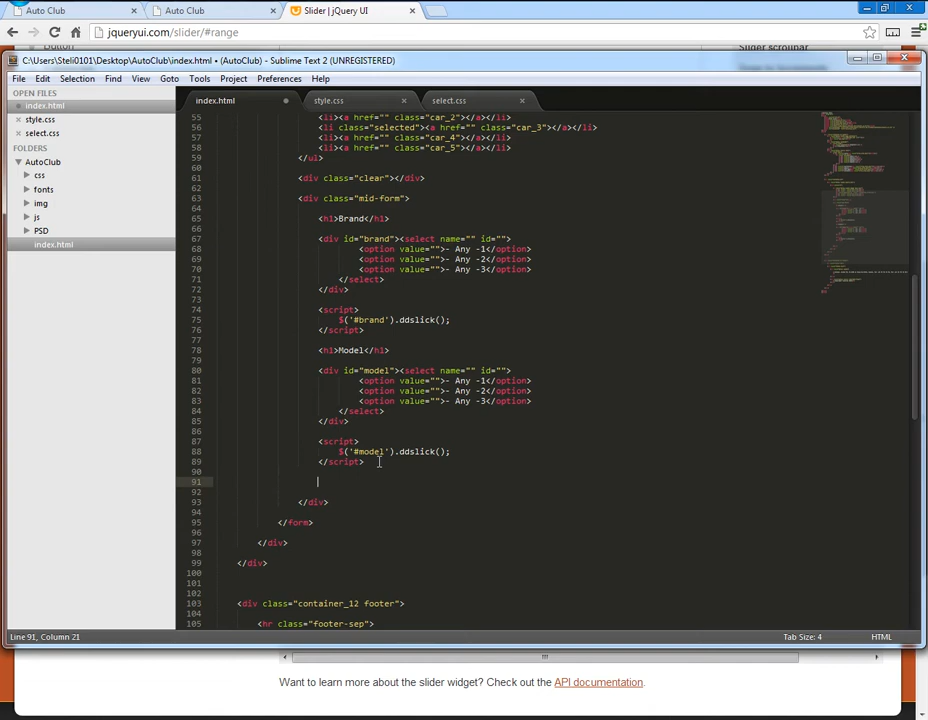 Auto Club
Auto Club
Slider | jQuery UI
jqueryui.com/slider/#range
Button
Slider scrollbar
C:\Users\Steli0101\Desktop\AutoClub\index.html • (AutoClub) - Sublime Text 2 (UNREGISTERED)
File Edit Selection Find View Goto Tools Project Preferences Help
OPEN FILES
index.html
style.css
select.css
FOLDERS
AutoClub
css
fonts
img
js
PSD
index.html
index.html
style.css
select.css
55 <li><a href="" class="car_2"></a></li>
56 <li class="selected"><a href="" class="car_3"></a></li>
57 <li><a href="" class="car_4"></a></li>
58 <li><a href="" class="car_5"></a></li>
59 </ul>
60
61 <div class="clear"></div>
62
63 <div class="mid-form">
64
65 <h1>Brand</h1>
66
67 <div id="brand"><select name="" id="">
68 <option value="">- Any -1</option>
69 <option value="">- Any -2</option>
70 <option value="">- Any -3</option>
71 </select>
72 </div>
73
74 <script>
75 $('#brand').ddslick();
76 </script>
77
78 <h1>Model</h1>
79
80 <div id="model"><select name="" id="">
81 <option value="">- Any -1</option>
82 <option value="">- Any -2</option>
83 <option value="">- Any -3</option>
84 </select>
85 </div>
86
87 <script>
88 $('#model').ddslick();
89 </script>
90
91
92
93 </div>
94
95 </form>
96
97 </div>
98
99 </div>
100
101
102
103 <div class="container_12 footer">
104
105 <hr class="footer-sep">
Line 91, Column 21
Tab Size: 4
HTML
Want to learn more about the slider widget? Check out the API documentation.